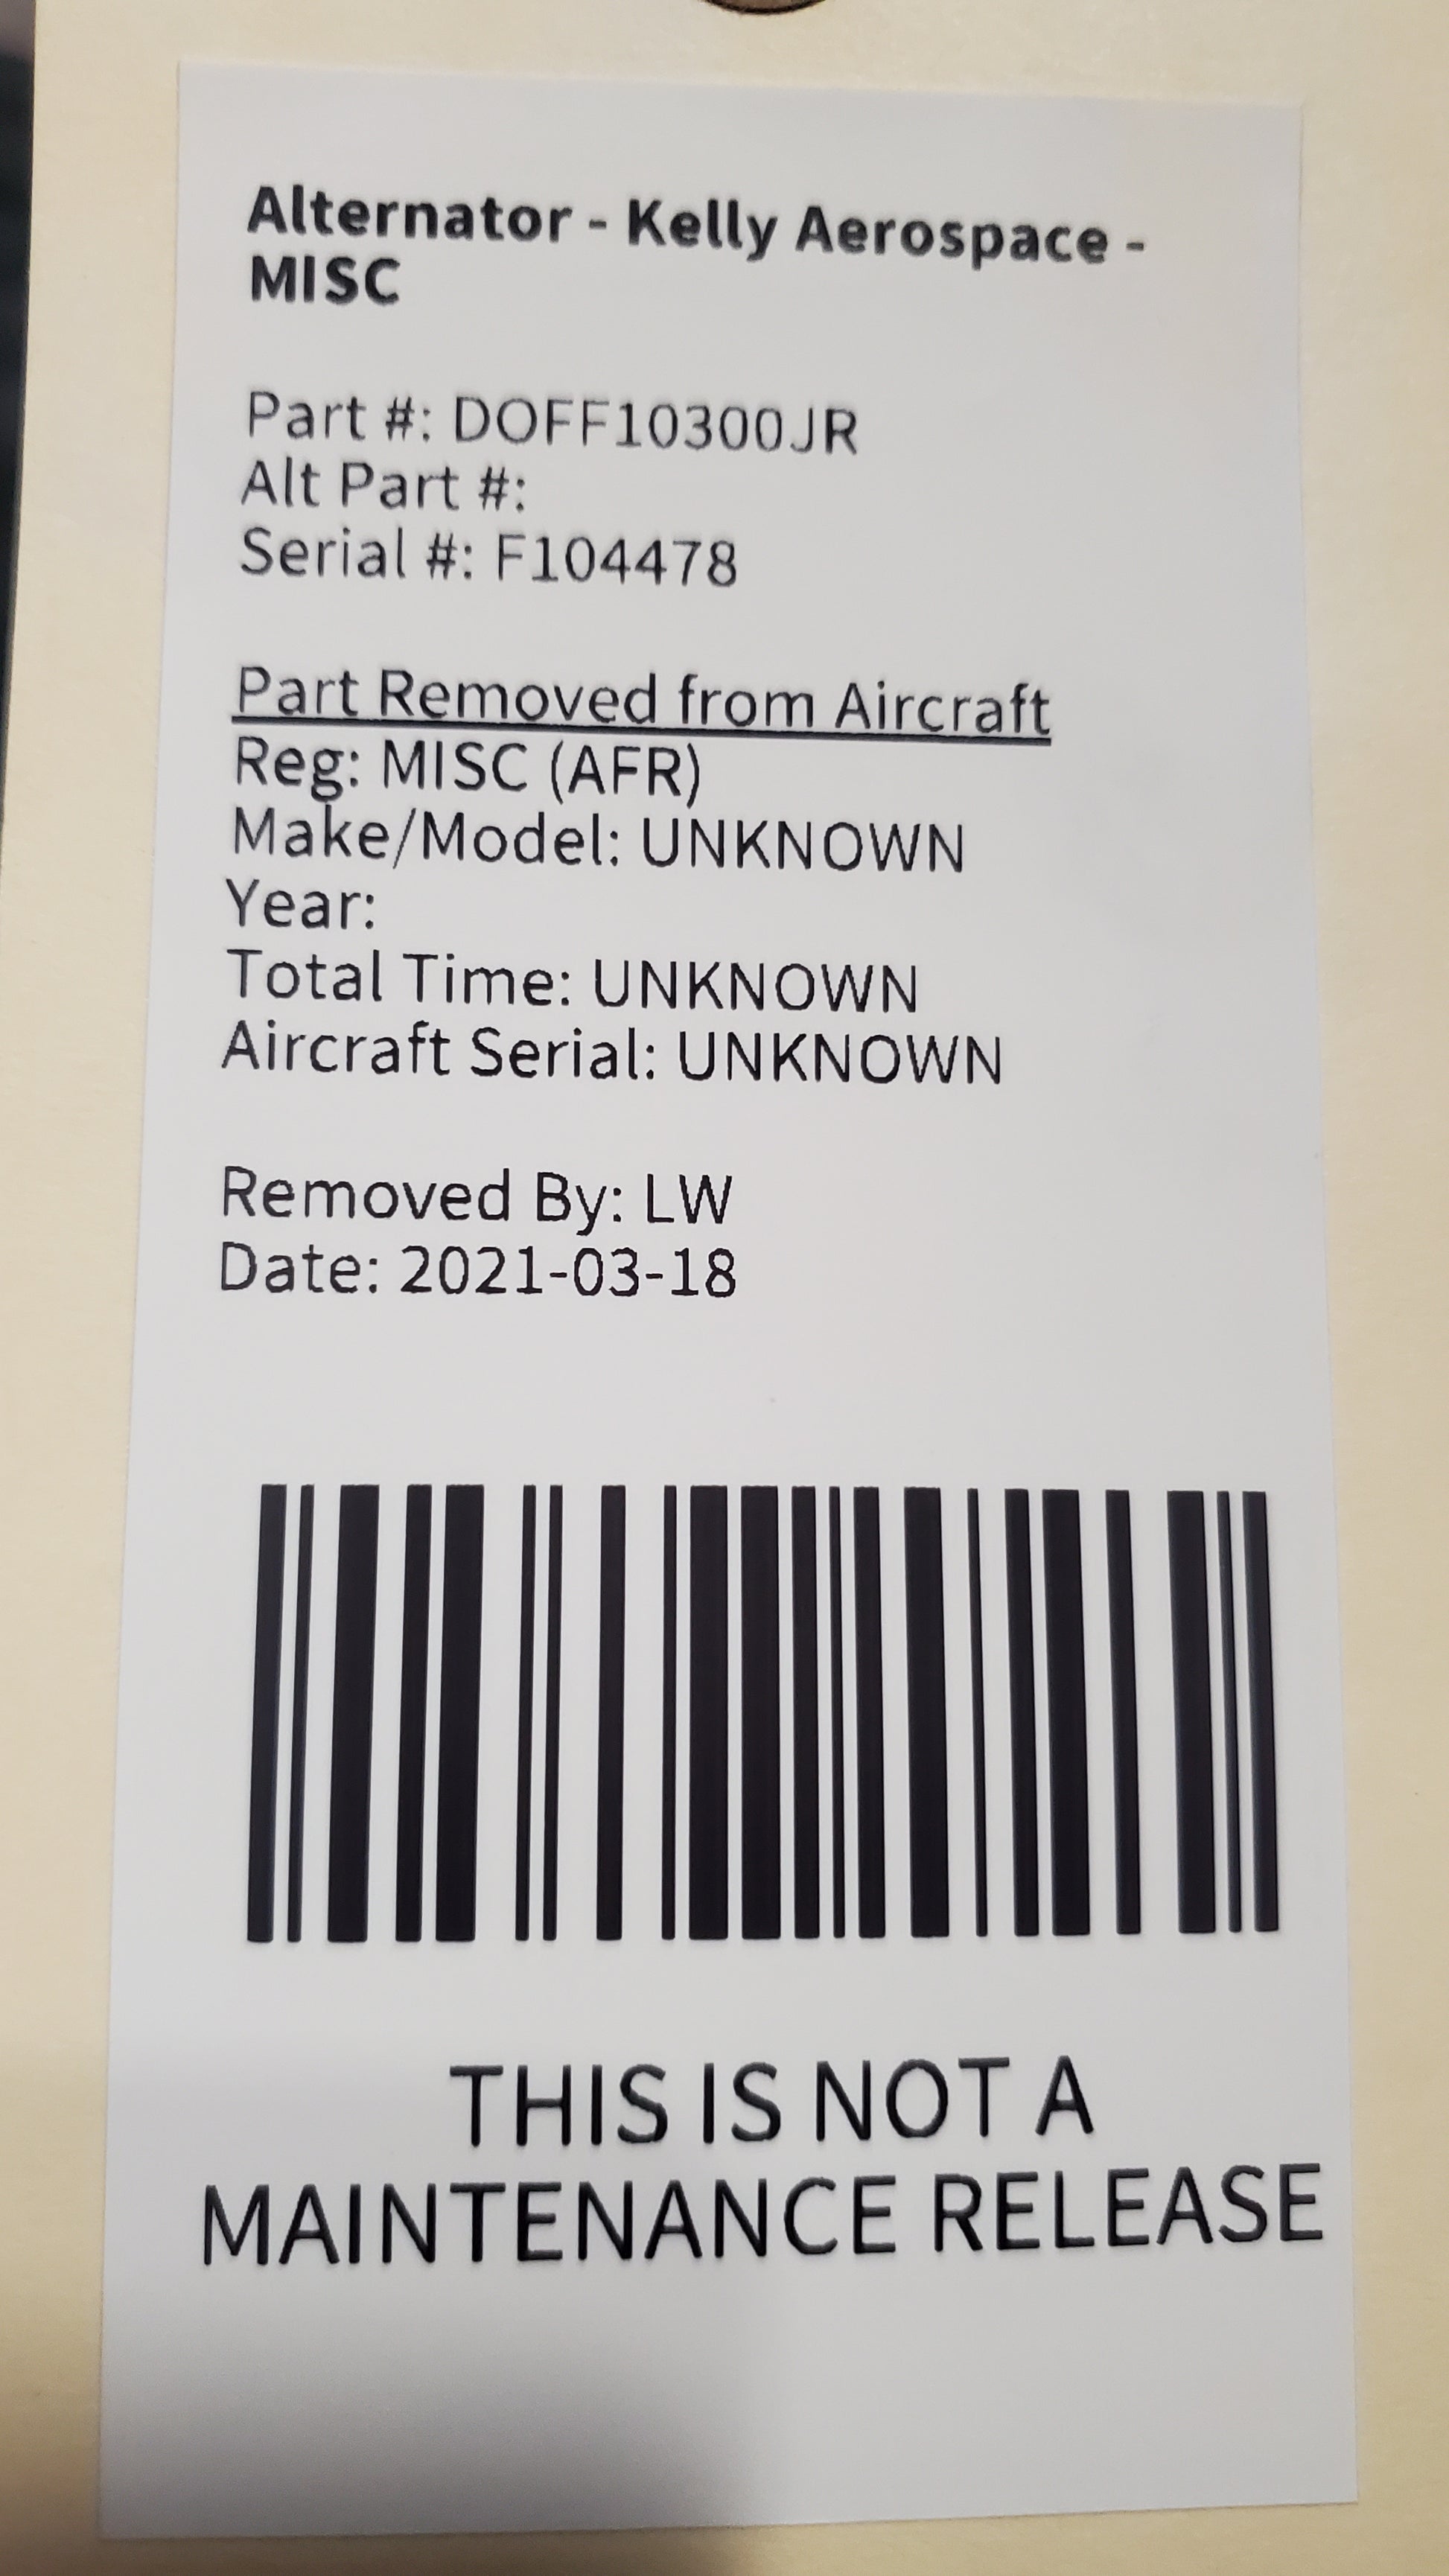 Alternator - Kelly Aerospace -
MISC
Part #: DOFF10300JR
Alt Part #:
Serial #: F104478
Part Removed from Aircraft
Reg: MISC (AFR)
Make/Model: UNKNOWN
Year:
Total Time: UNKNOWN
Aircraft Serial: UNKNOWN
Removed By: LW
Date: 2021-03-18
THIS IS NOT A
MAINTENANCE RELEASE